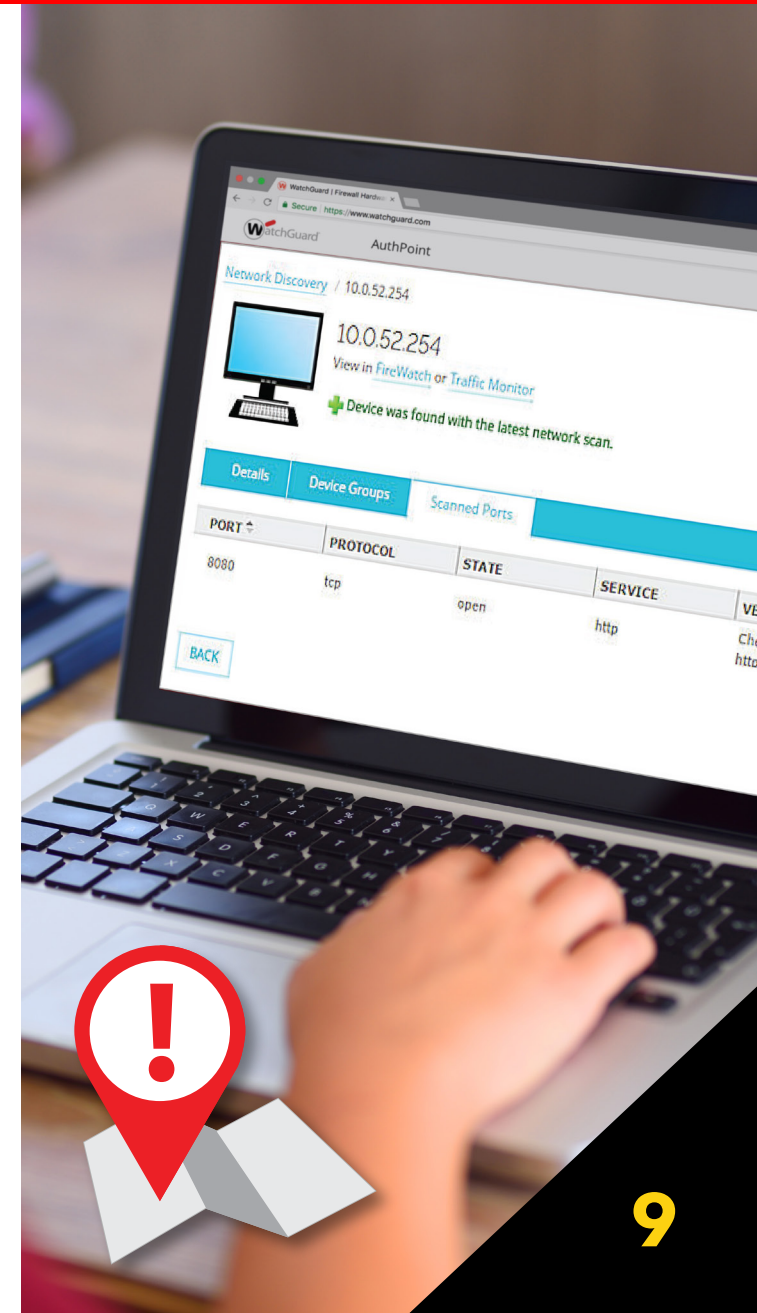 WatchGuard | Firewall Hardwar ×
Secure https://www.watchguard.com
WatchGuard AuthPoint
Network Discovery / 10.0.52.254
10.0.52.254
View in FireWatch or Traffic Monitor
Device was found with the latest network scan.
Details Device Groups Scanned Ports
PORT PROTOCOL STATE SERVICE
8080 tcp open http
BACK
!
9